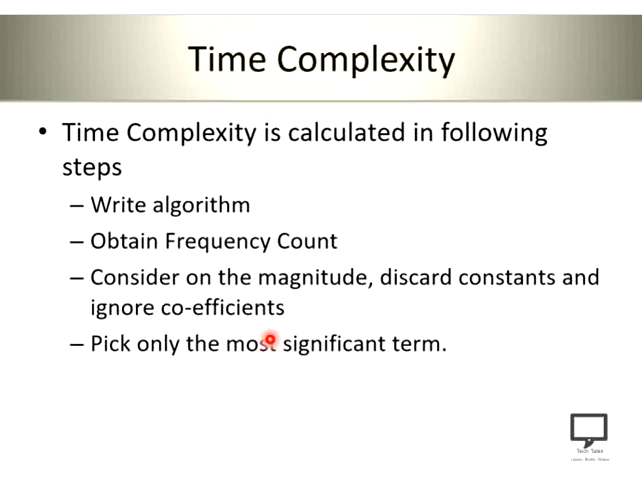 Time Complexity
• Time Complexity is calculated in following
steps
– Write algorithm
– Obtain Frequency Count
– Consider on the magnitude, discard constants and
ignore co-efficients
– Pick only the most significant term.
Tech Talks